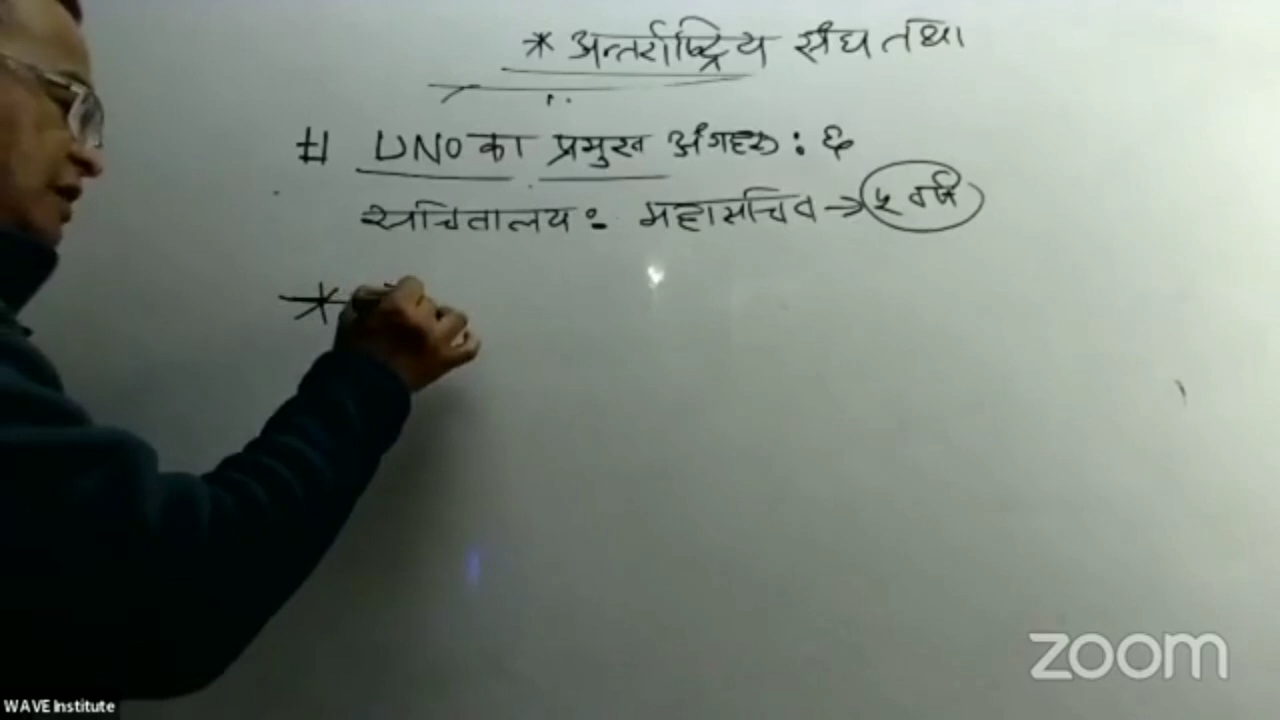 * अन्तर्राष्ट्रिय संघ तथा
# UNO का प्रमुख अंगहरु : ६
सचिवालय : महासचिव → ५ वर्ष
*
zoom
WAVE Institute